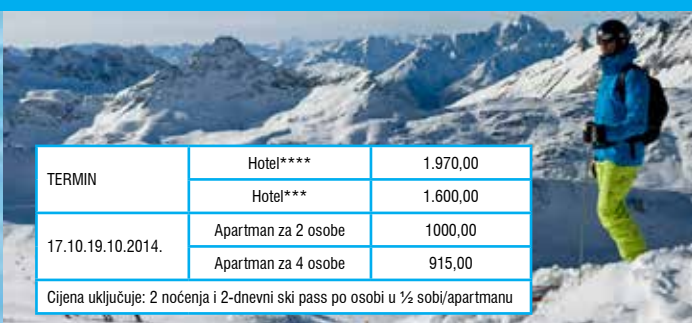 TERMIN
Hotel**** 1.970,00
Hotel*** 1.600,00
17.10.19.10.2014.
Apartman za 2 osobe 1000,00
Apartman za 4 osobe 915,00
Cijena uključuje: 2 noćenja i 2-dnevni ski pass po osobi u ½ sobi/apartmanu